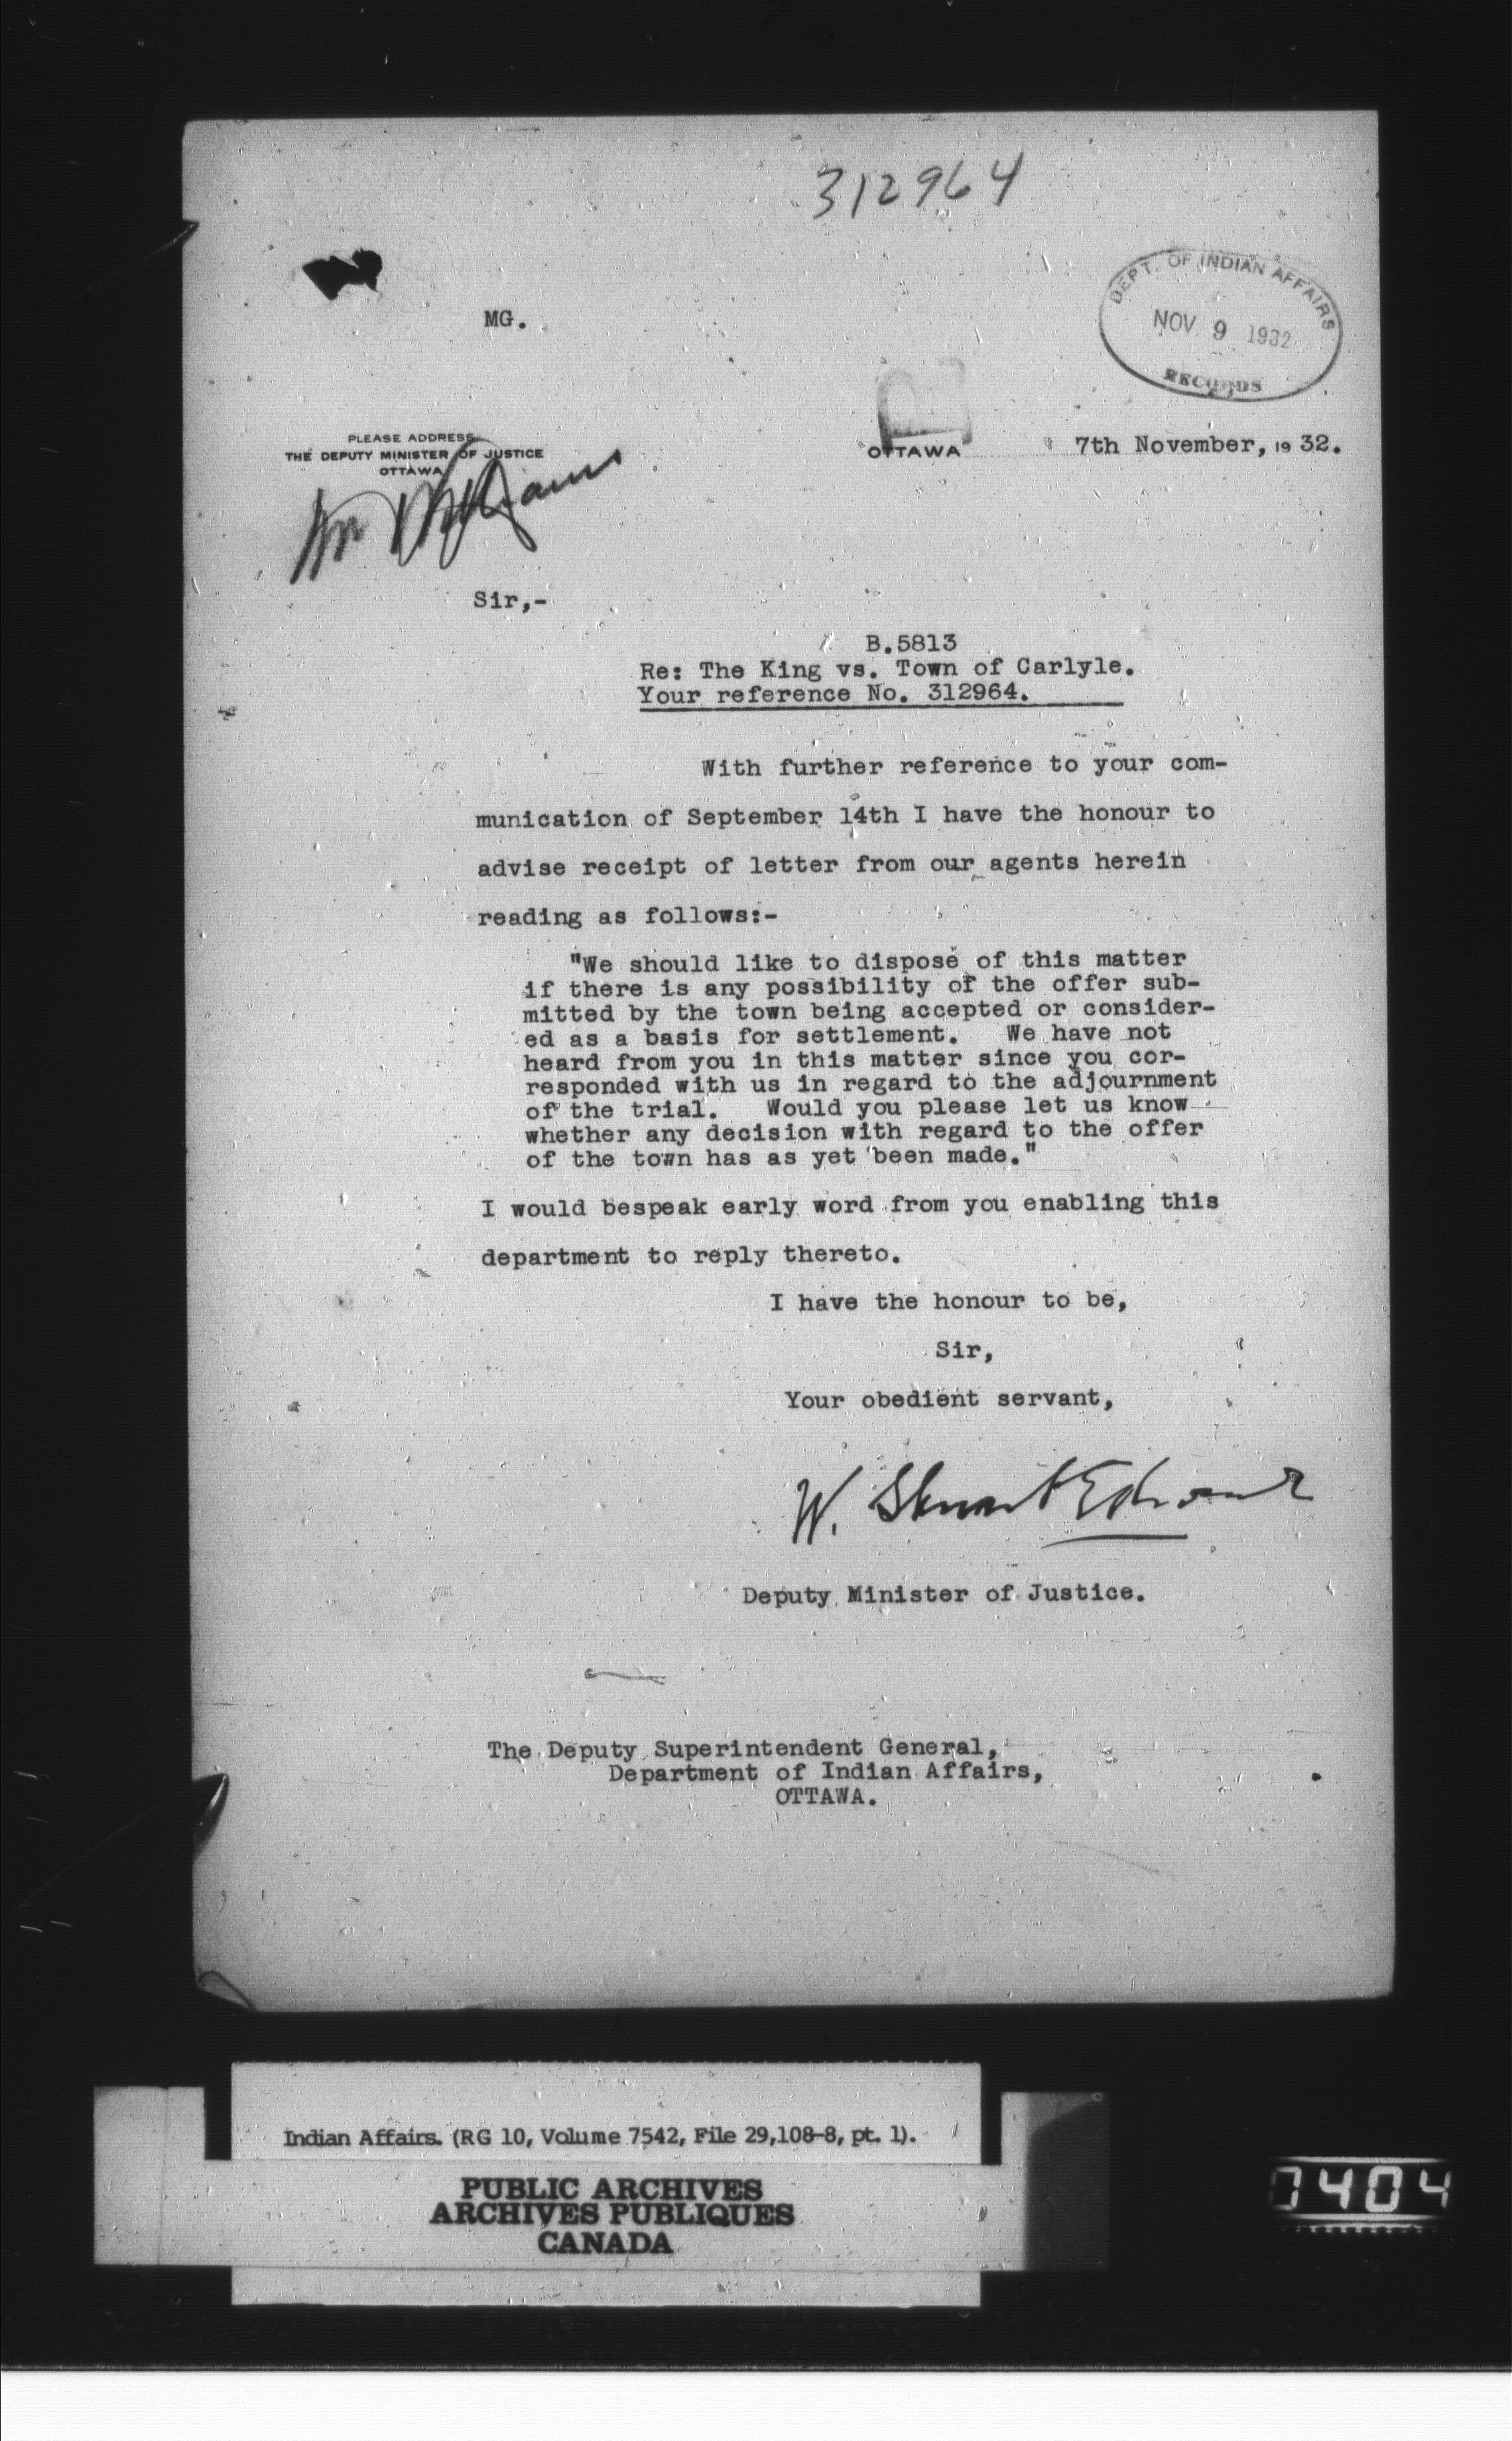 312964
DEPT. OF INDIAN AFFAIRS
NOV 9 1932
RECORDS
MG.
PLEASE ADDRESS
THE DEPUTY MINISTER OF JUSTICE
OTTAWA
OTTAWA 7th November, 1932.
Mr Williams
Sir,-
B.5813
Re: The King vs. Town of Carlyle.
Your reference No. 312964.
With further reference to your com-
munication of September 14th I have the honour to
advise receipt of letter from our agents herein
reading as follows:-
"We should like to dispose of this matter
if there is any possibility of the offer sub-
mitted by the town being accepted or consider-
ed as a basis for settlement. We have not
heard from you in this matter since you cor-
responded with us in regard to the adjournment
of the trial. Would you please let us know
whether any decision with regard to the offer
of the town has as yet been made."
I would bespeak early word from you enabling this
department to reply thereto.
I have the honour to be,
Sir,
Your obedient servant,
W. Stuart Edwards
Deputy Minister of Justice.
The Deputy Superintendent General,
Department of Indian Affairs,
OTTAWA.
Indian Affairs. (RG 10, Volume 7542, File 29,108-8, pt. 1).
PUBLIC ARCHIVES
ARCHIVES PUBLIQUES
CANADA